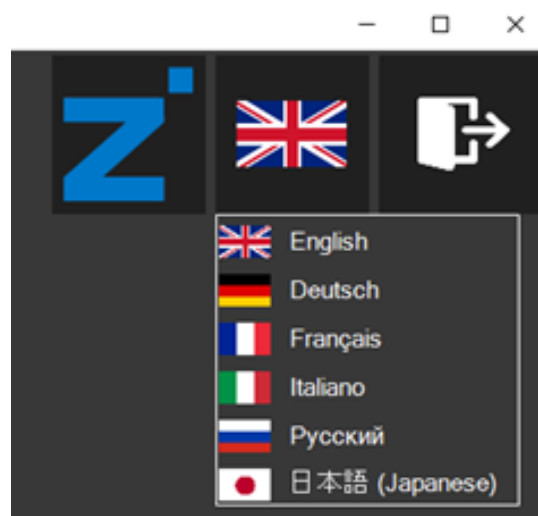 Z
English
Deutsch
Français
Italiano
Русский
日本語 (Japanese)